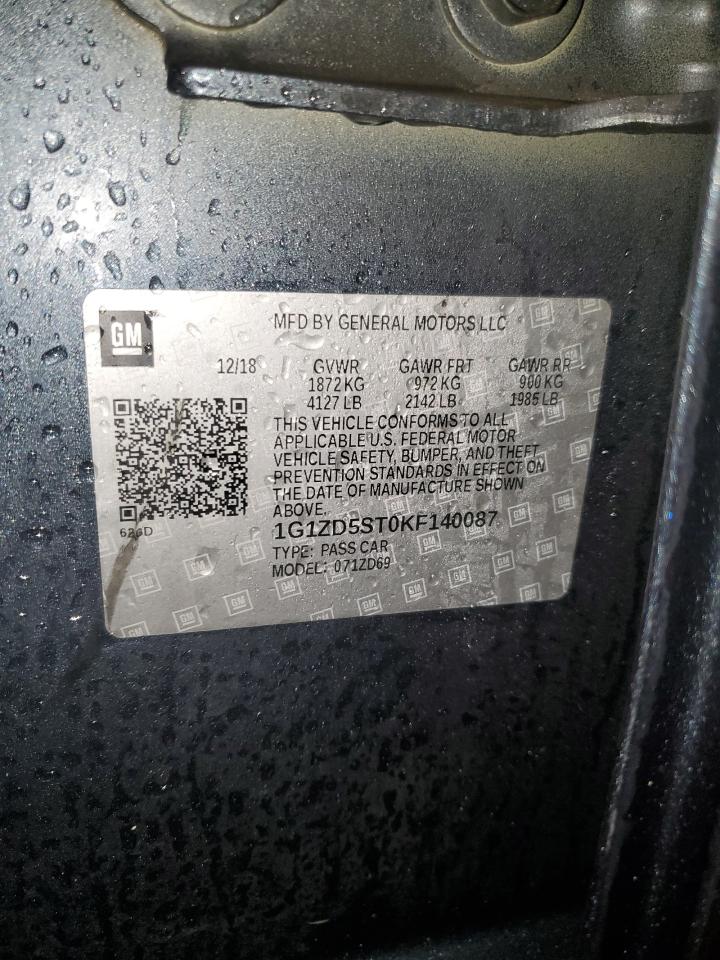 GM
MFD BY GENERAL MOTORS LLC
12/18 GVWR GAWR FRT GAWR RR
1872 KG 972 KG 900 KG
4127 LB 2142 LB 1985 LB
THIS VEHICLE CONFORMS TO ALL
APPLICABLE U.S. FEDERAL MOTOR
VEHICLE SAFETY, BUMPER, AND THEFT
PREVENTION STANDARDS IN EFFECT ON
THE DATE OF MANUFACTURE SHOWN
ABOVE.
1G1ZD5ST0KF140087
TYPE: PASS CAR
MODEL: 071ZD69